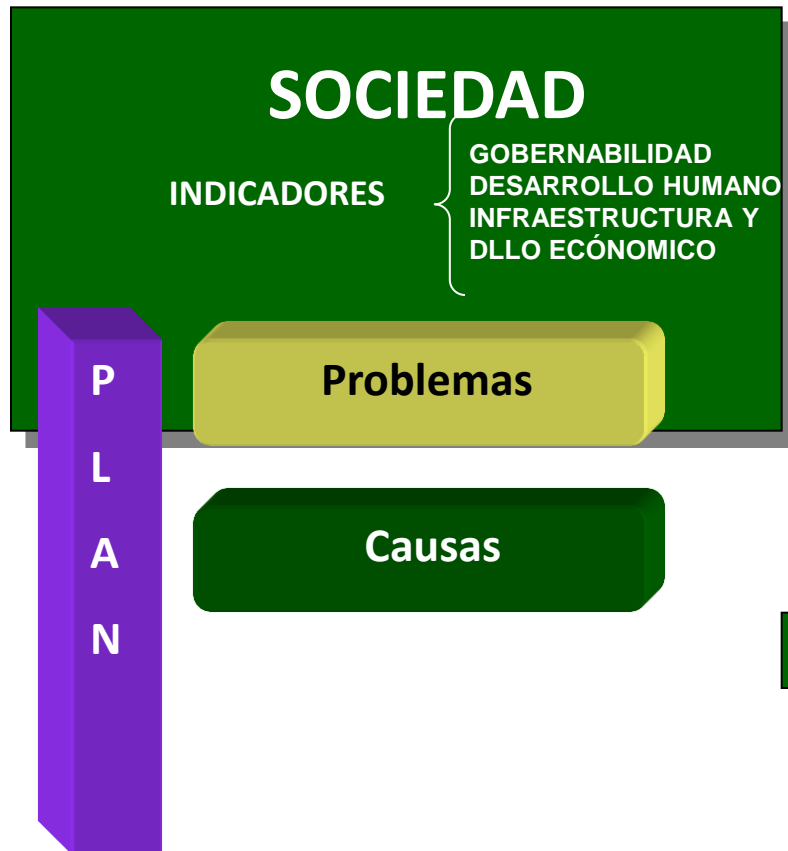 SOCIEDAD
INDICADORES
GOBERNABILIDAD
DESARROLLO HUMANO
INFRAESTRUCTURA Y
DLLO ECÓNOMICO
P
L
A
N
Problemas
Causas